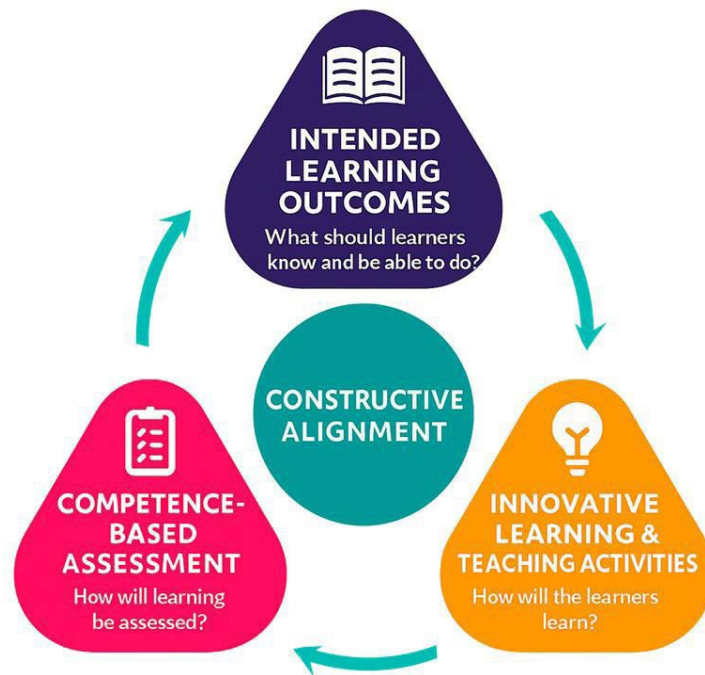 INTENDED
LEARNING
OUTCOMES
What should learners
know and be able to do?
CONSTRUCTIVE
ALIGNMENT
COMPETENCE-
BASED
ASSESSMENT
How will learning
be assessed?
INNOVATIVE
LEARNING &
TEACHING ACTIVITIES
How will the learners
learn?